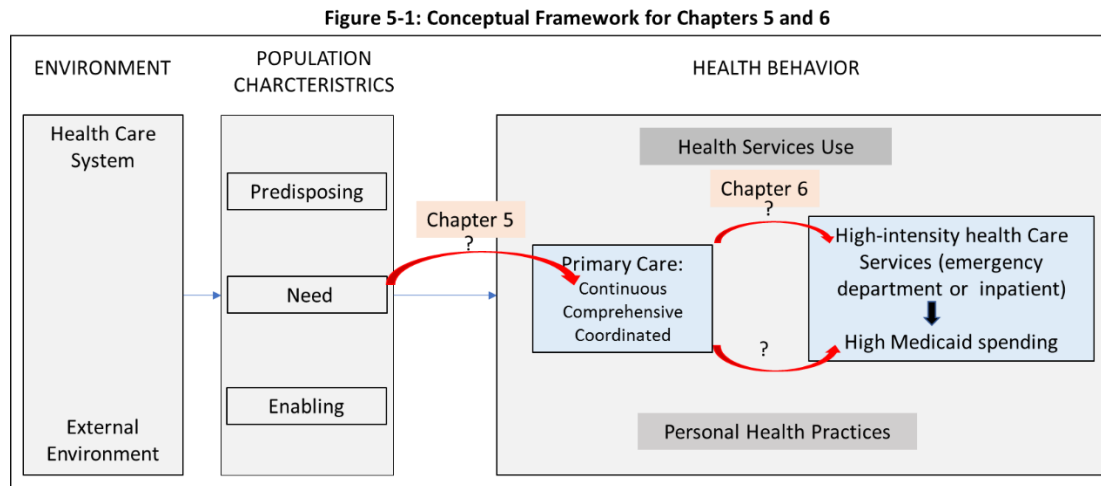 Figure 5-1: Conceptual Framework for Chapters 5 and 6
ENVIRONMENT
POPULATION
CHARCTERISTRICS
HEALTH BEHAVIOR
Health Care
System
External
Environment
Predisposing
Need
Enabling
Chapter 5
?
Health Services Use
Chapter 6
?
Primary Care:
Continuous
Comprehensive
Coordinated
?
High-intensity health Care
Services (emergency
department or inpatient)
High Medicaid spending
Personal Health Practices